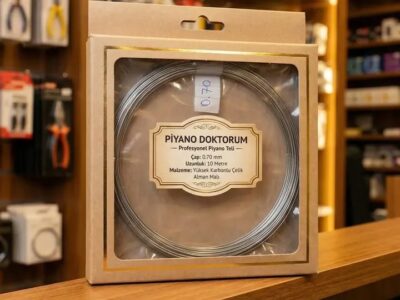 0.70
PİYANO DOKTORUM
Profesyonel Piyano Teli
Çap: 0.70 mm
Uzunluk: 10 Metre
Malzeme: Yüksek Karbonlu Çelik
Alman Malı